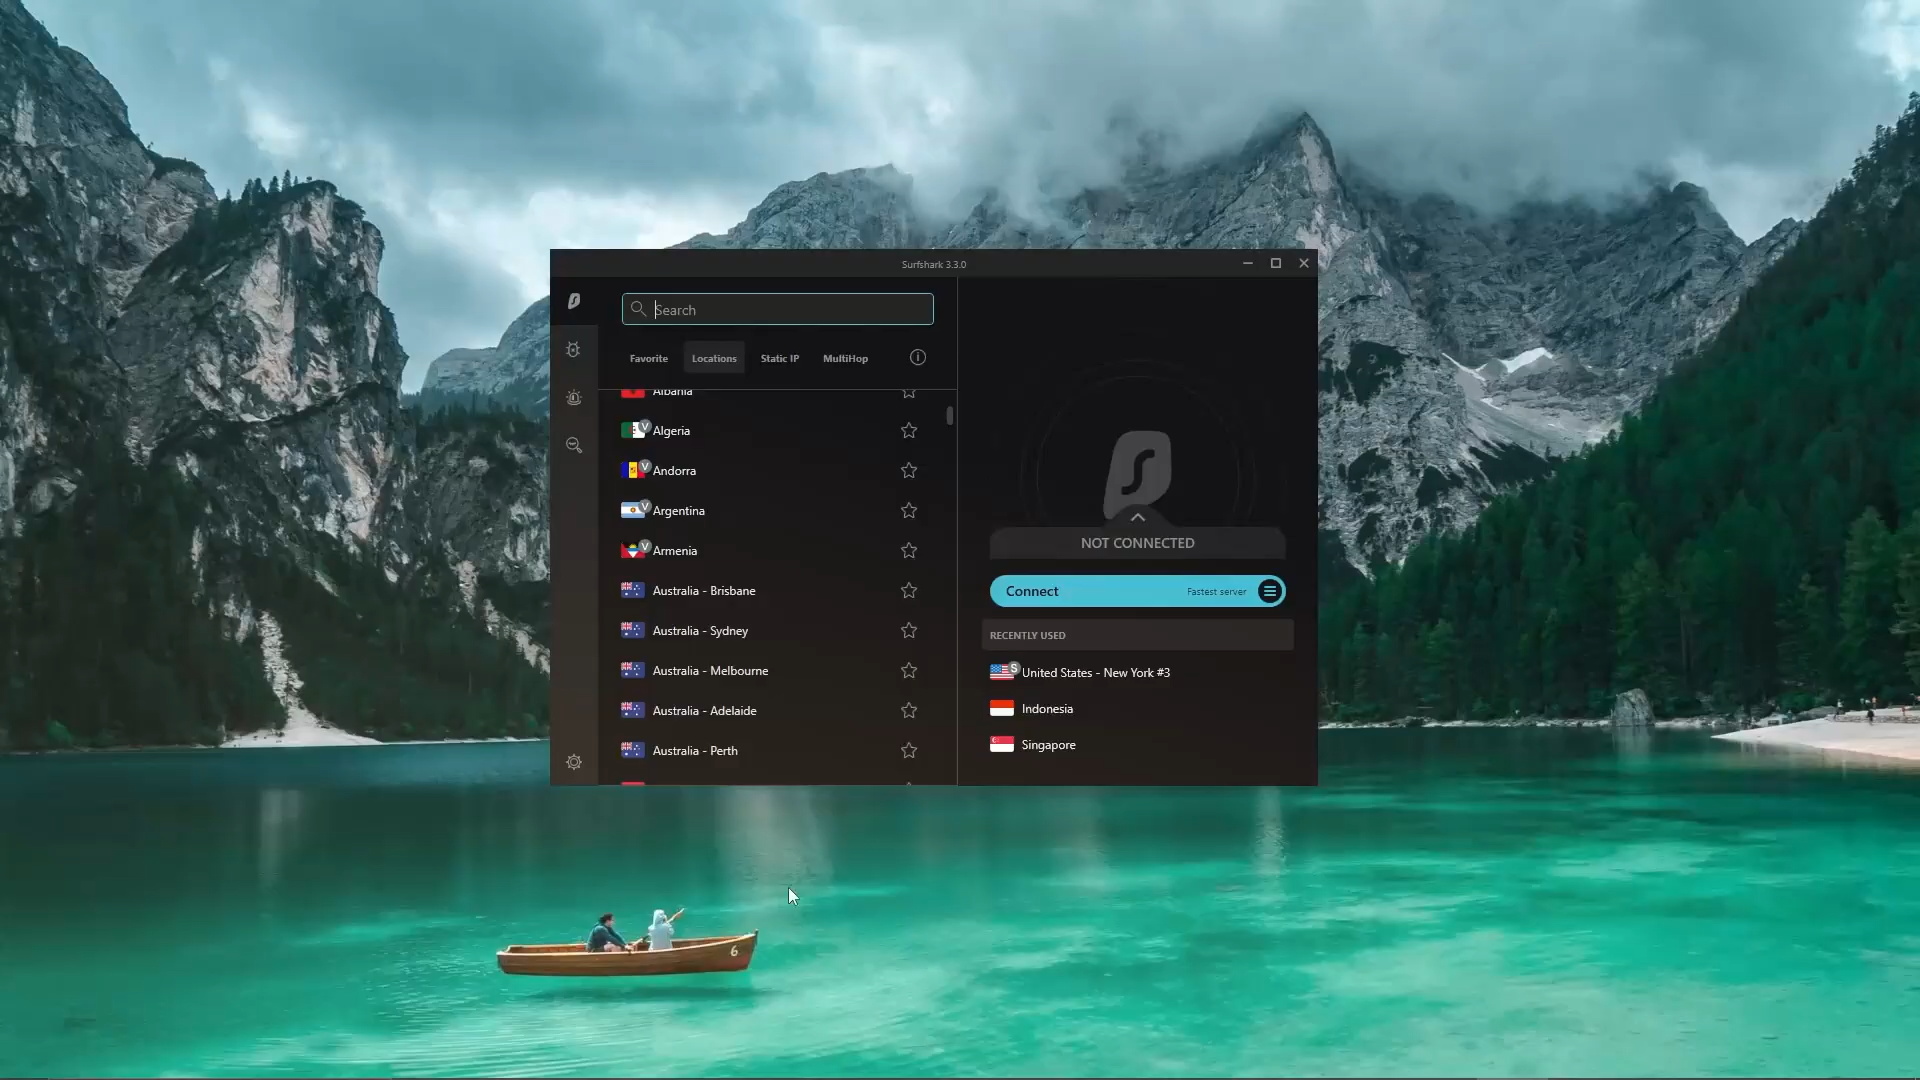 Surfshark 3.3.0
Search
Favorite
Locations
Static IP
MultiHop
Albania
V Algeria
V Andorra
V Argentina
V Armenia
Australia - Brisbane
Australia - Sydney
Australia - Melbourne
Australia - Adelaide
Australia - Perth
NOT CONNECTED
Connect Fastest server
RECENTLY USED
S United States - New York #3
Indonesia
Singapore
6